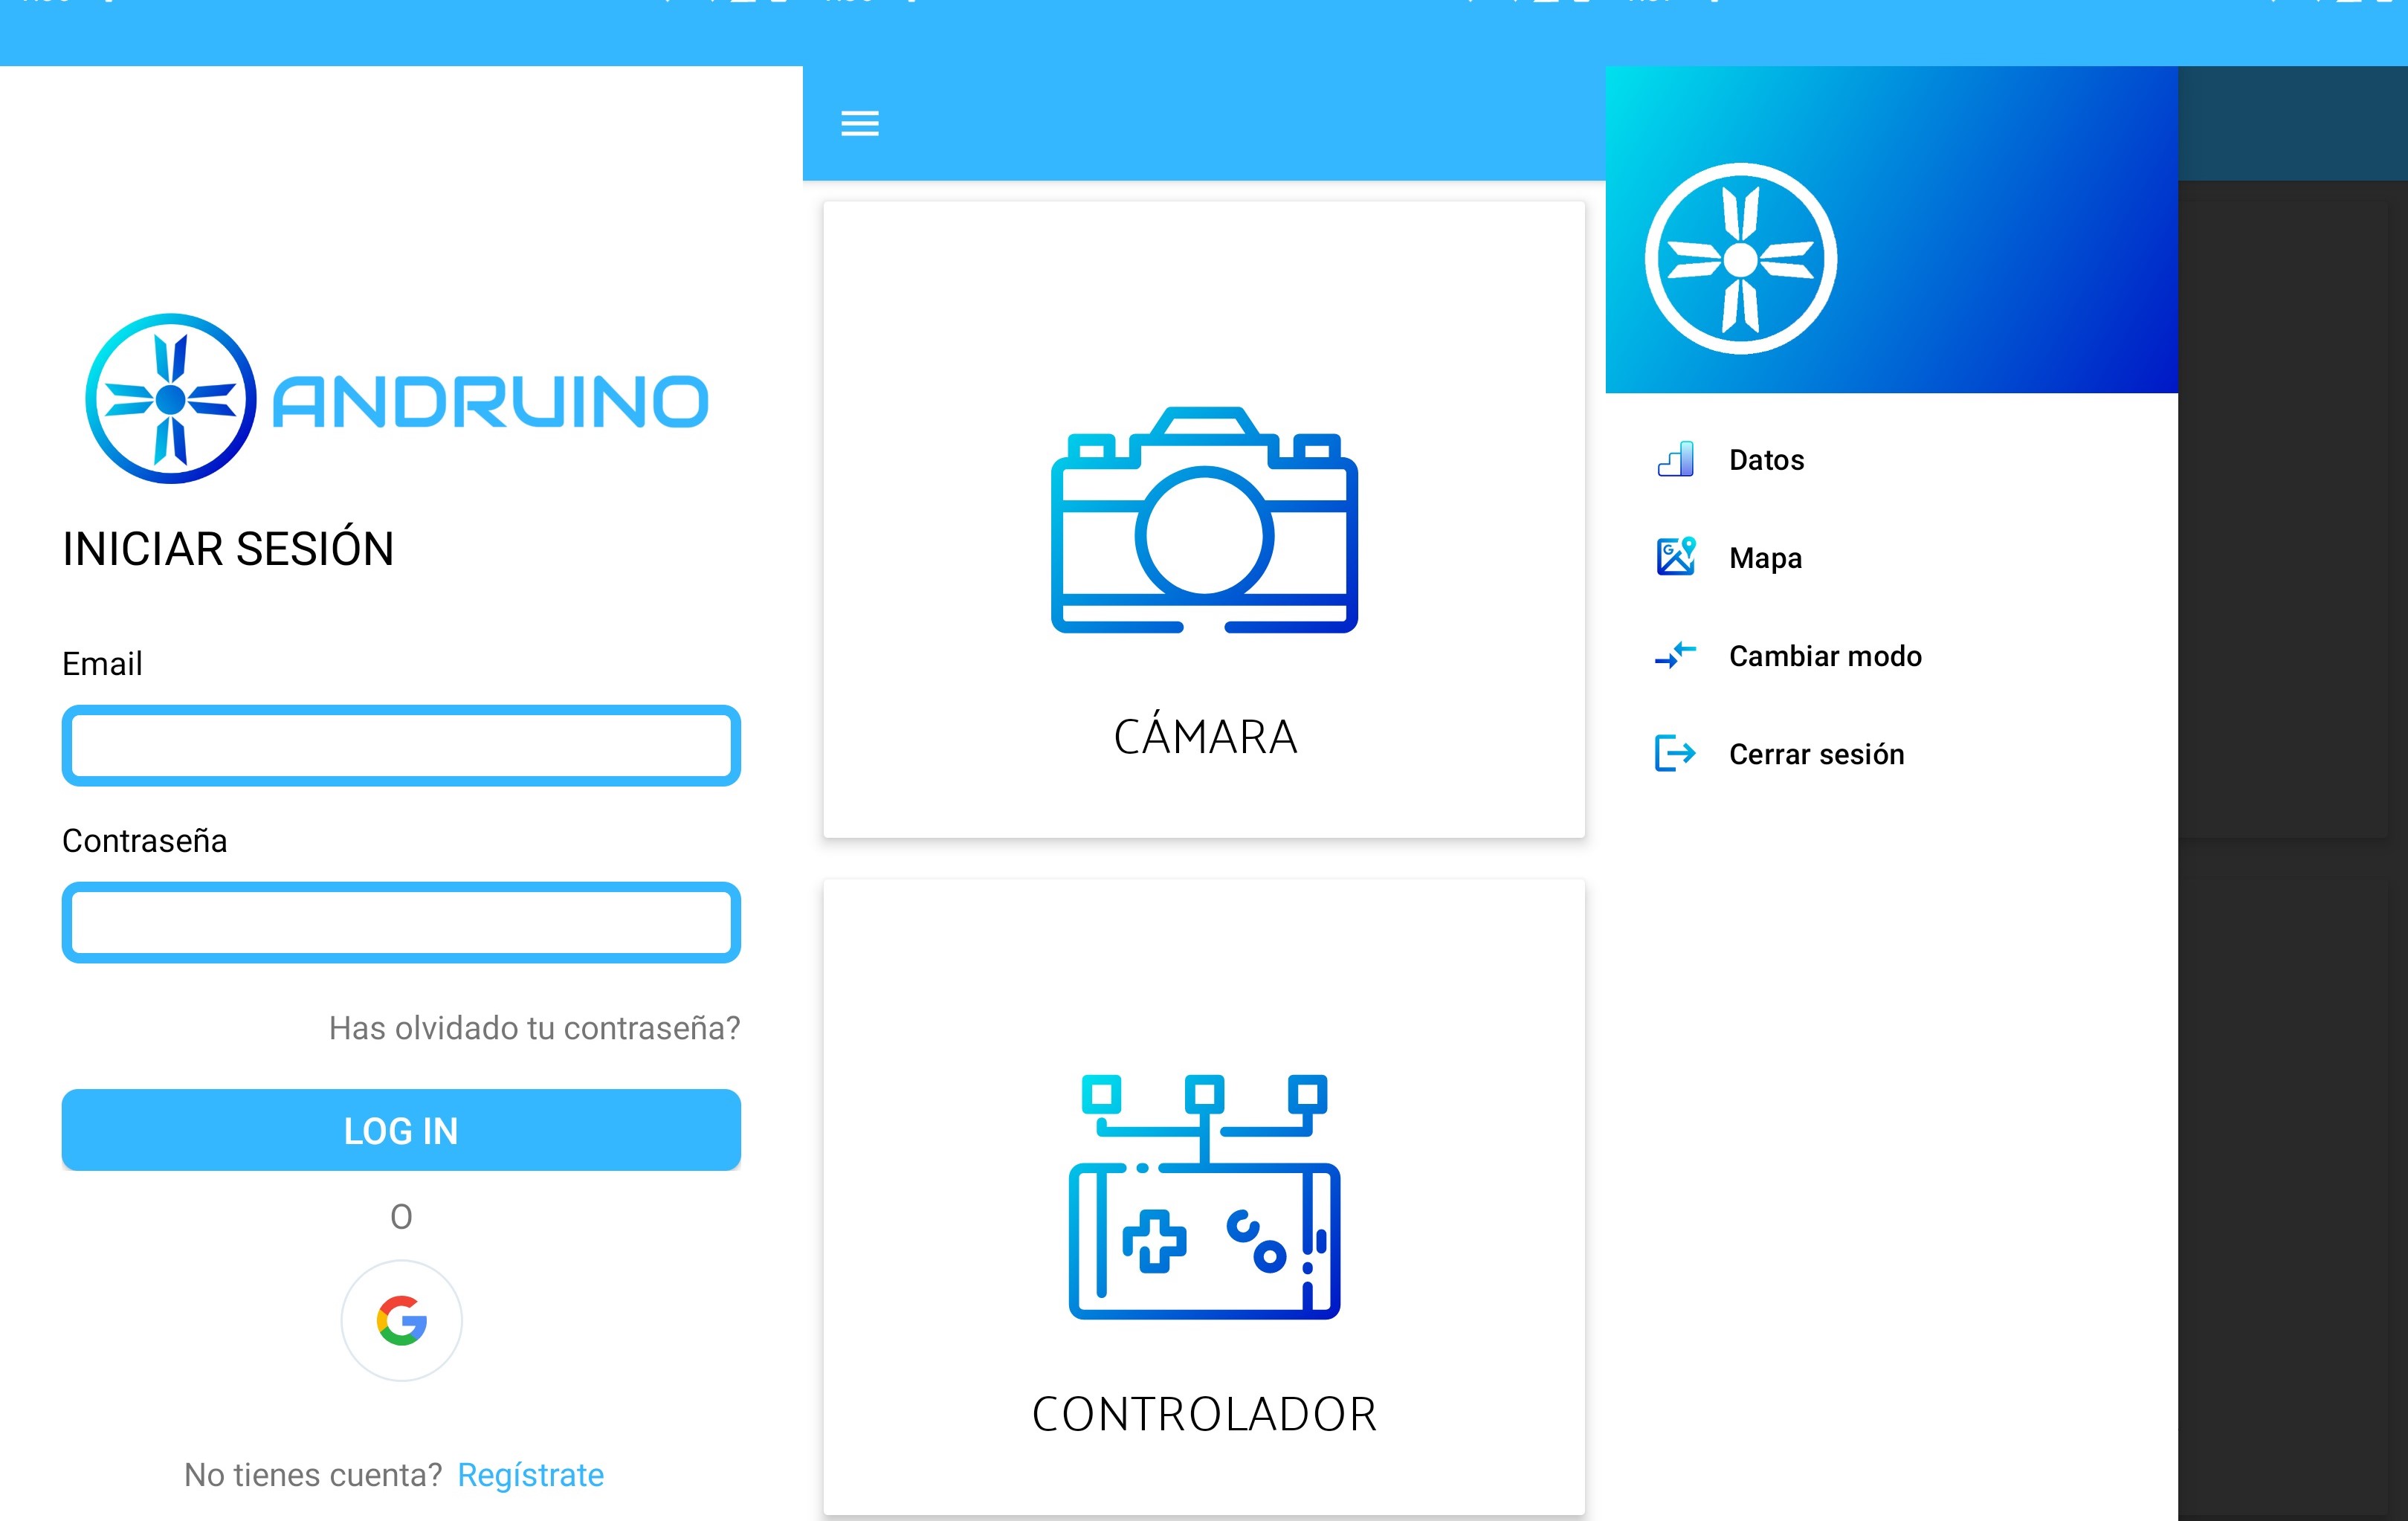 ANDRUINO
INICIAR SESIÓN
Email
Contraseña
Has olvidado tu contraseña?
LOG IN
O
No tienes cuenta? Regístrate
CÁMARA
CONTROLADOR
Datos
Mapa
Cambiar modo
Cerrar sesión